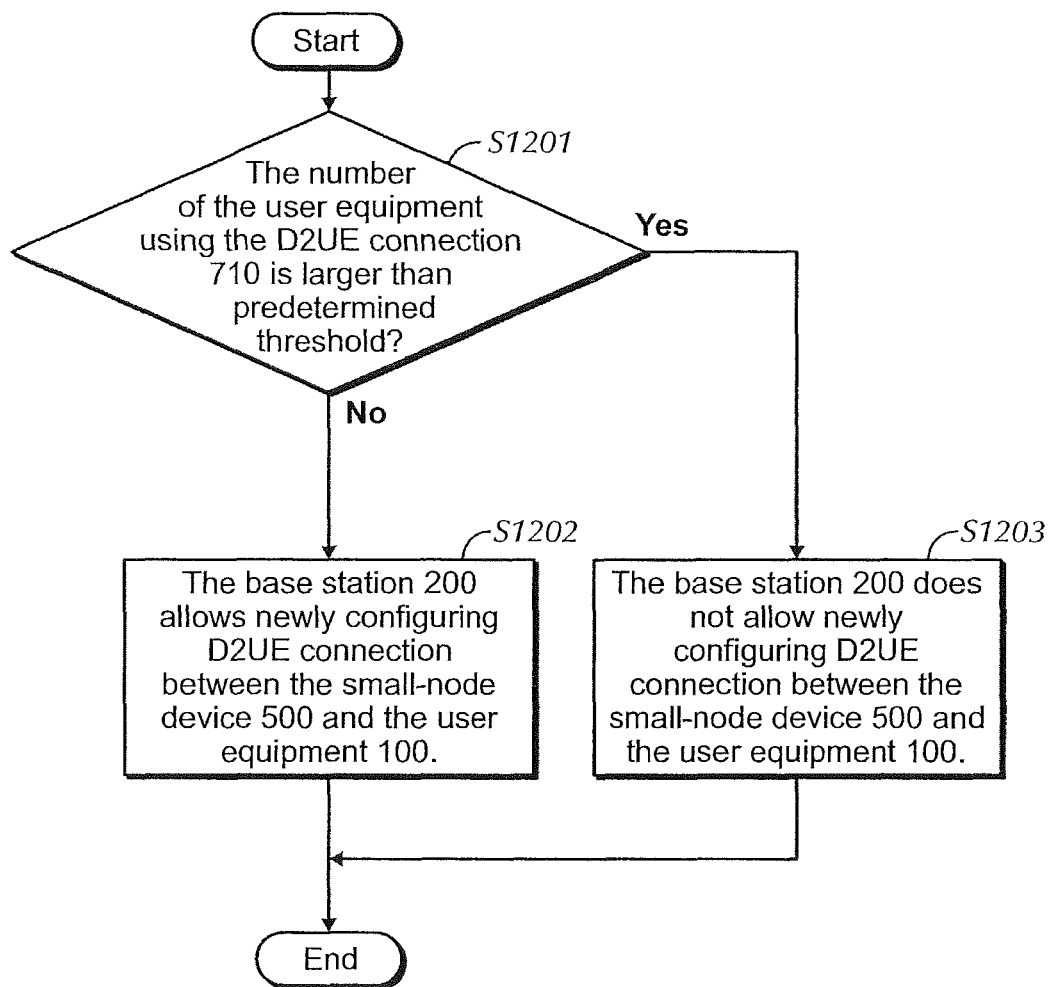 Start
S1201
The number
of the user equipment
using the D2UE connection
710 is larger than
predetermined
threshold?
Yes
No
S1202
The base station 200
allows newly configuring
D2UE connection
between the small-node
device 500 and the user
equipment 100.
S1203
The base station 200 does
not allow newly
configuring D2UE
connection between the
small-node device 500 and
the user equipment 100.
End